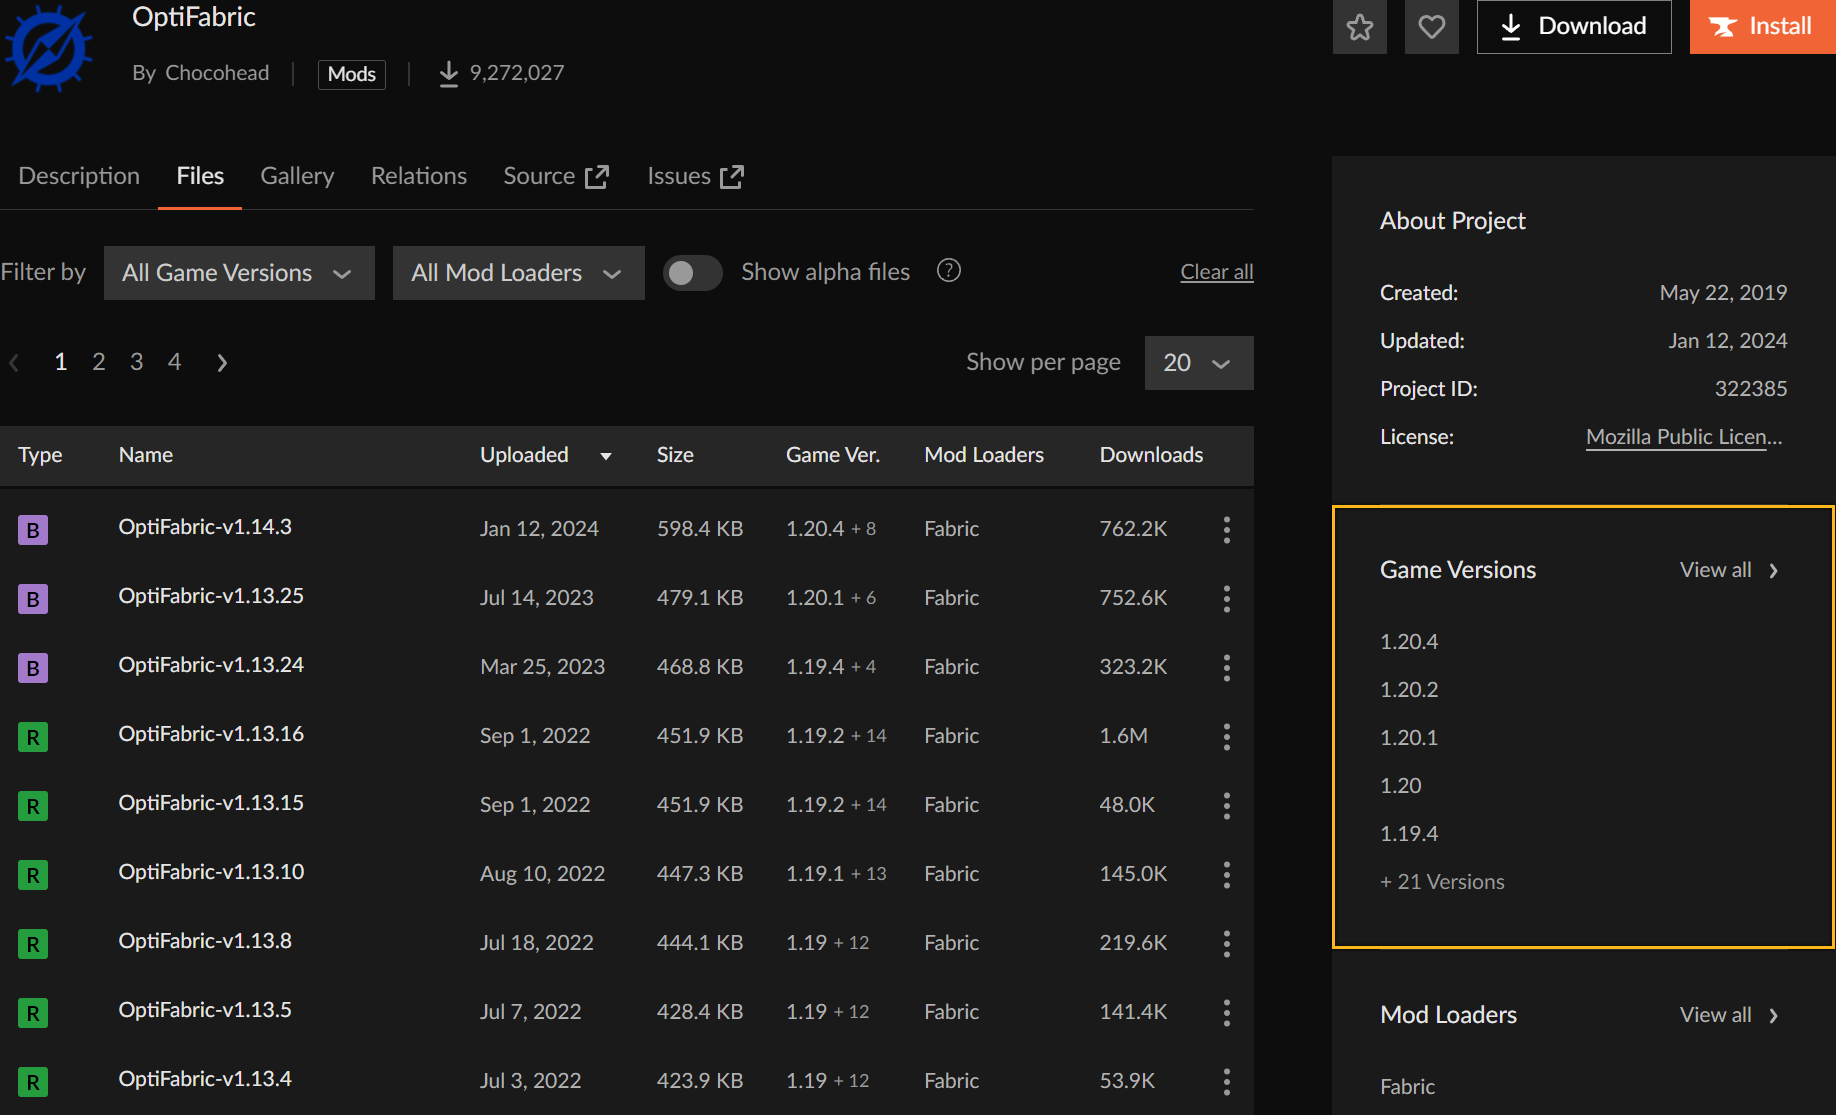 OptiFabric
By Chocohead | Mods | 9,272,027
Download
Install
Description Files Gallery Relations Source Issues
Filter by All Game Versions All Mod Loaders Show alpha files ? Clear all
1 2 3 4 Show per page 20
Type Name Uploaded Size Game Ver. Mod Loaders Downloads
B OptiFabric-v1.14.3 Jan 12, 2024 598.4 KB 1.20.4 + 8 Fabric 762.2K
B OptiFabric-v1.13.25 Jul 14, 2023 479.1 KB 1.20.1 + 6 Fabric 752.6K
B OptiFabric-v1.13.24 Mar 25, 2023 468.8 KB 1.19.4 + 4 Fabric 323.2K
R OptiFabric-v1.13.16 Sep 1, 2022 451.9 KB 1.19.2 + 14 Fabric 1.6M
R OptiFabric-v1.13.15 Sep 1, 2022 451.9 KB 1.19.2 + 14 Fabric 48.0K
R OptiFabric-v1.13.10 Aug 10, 2022 447.3 KB 1.19.1 + 13 Fabric 145.0K
R OptiFabric-v1.13.8 Jul 18, 2022 444.1 KB 1.19 + 12 Fabric 219.6K
R OptiFabric-v1.13.5 Jul 7, 2022 428.4 KB 1.19 + 12 Fabric 141.4K
R OptiFabric-v1.13.4 Jul 3, 2022 423.9 KB 1.19 + 12 Fabric 53.9K
About Project
Created: May 22, 2019
Updated: Jan 12, 2024
Project ID: 322385
License: Mozilla Public Licen...
Game Versions View all
1.20.4
1.20.2
1.20.1
1.20
1.19.4
+ 21 Versions
Mod Loaders View all
Fabric